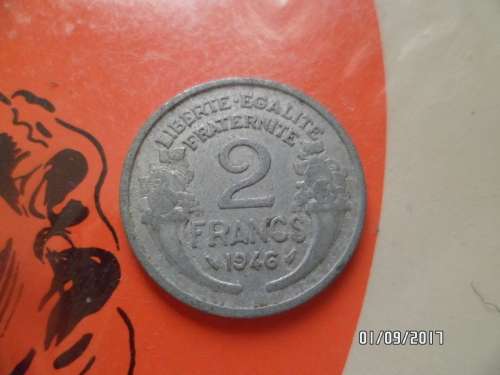 LIBERTE·EGALITE
FRATERNITE
2
FRANCS
1946
01/09/2017